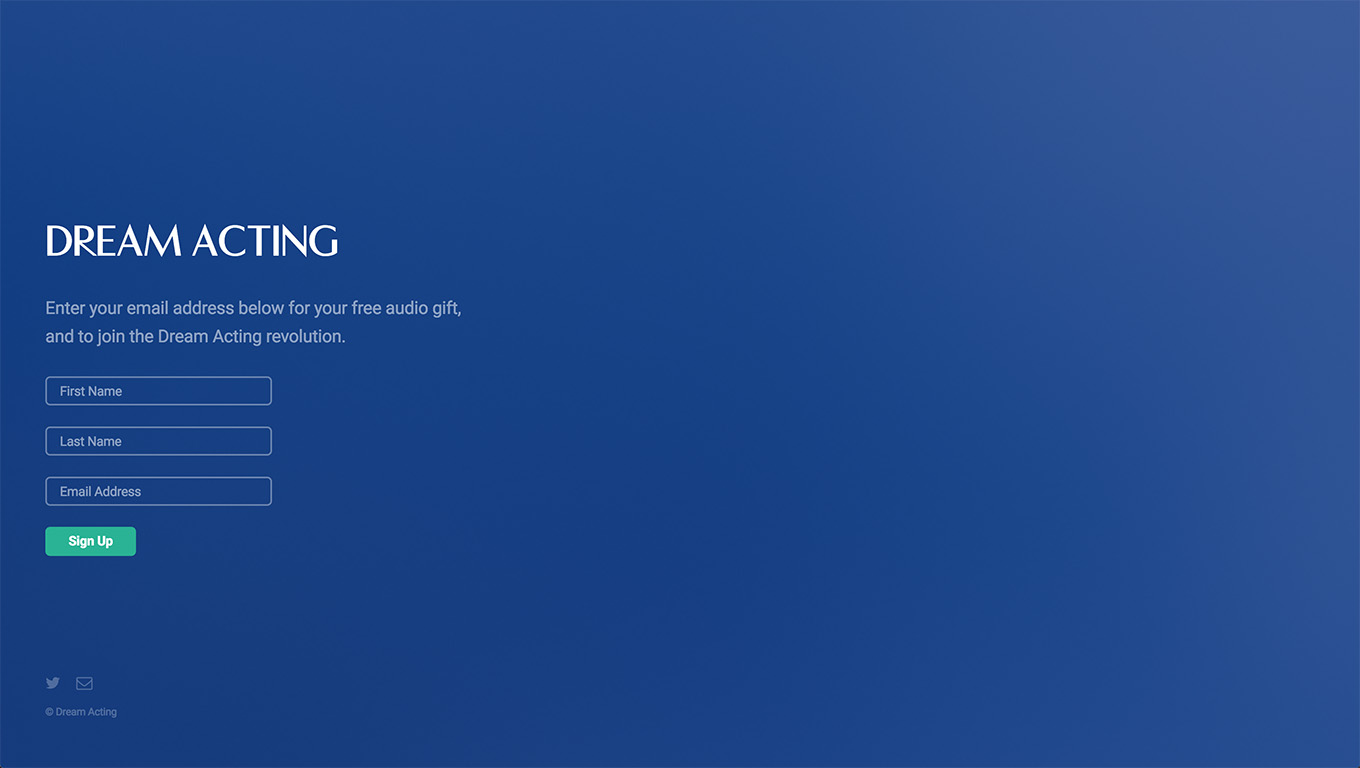 DREAM ACTING
Enter your email address below for your free audio gift,
and to join the Dream Acting revolution.
First Name
Last Name
Email Address
Sign Up
© Dream Acting